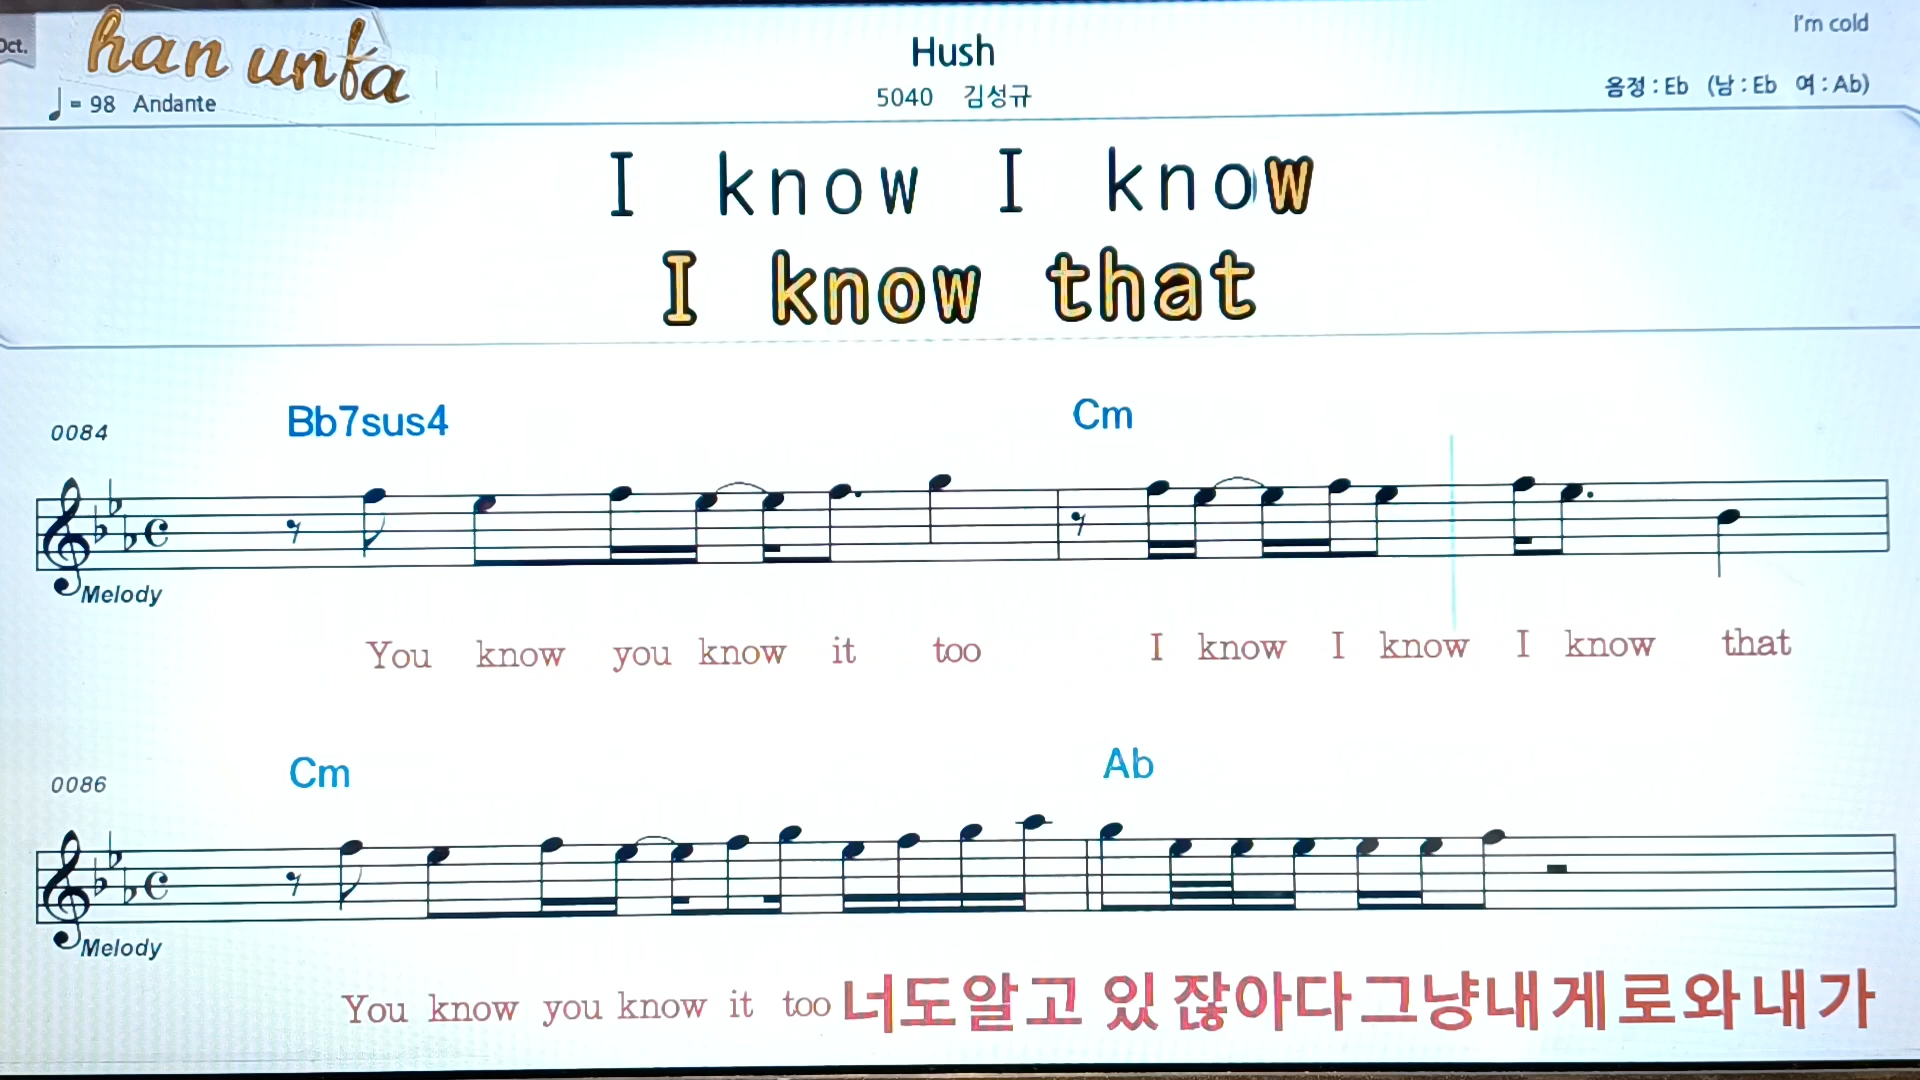 Oct.
han unfa
I'm cold
Hush
♩= 98 Andante
5040 김성규
음정 : Eb (남 : Eb 여 : Ab)
I know I know
I know that
0084 Bb7sus4 Cm
Melody
You know you know it too I know I know I know that
0086 Cm Ab
Melody
You know you know it too 너도알고 있잖아다그냥내게로와내가